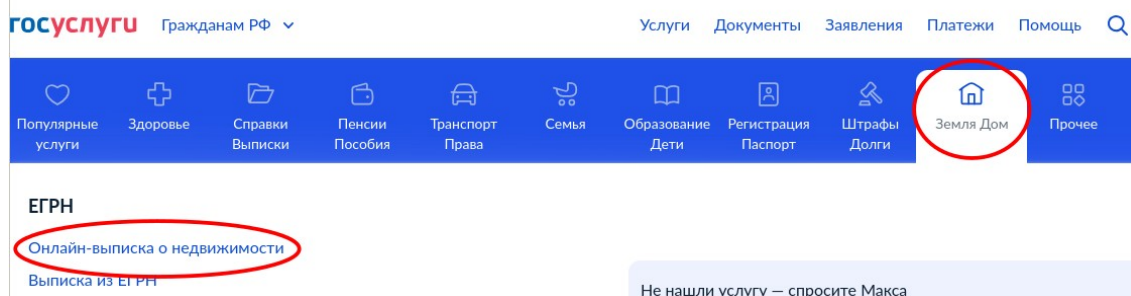 госуслуги Гражданам РФ Услуги Документы Заявления Платежи Помощь
Популярные Здоровье Справки Пенсии Транспорт Семья Образование Регистрация Штрафы Земля Дом Прочее
услуги Выписки Пособия Права Дети Паспорт Долги
ЕГРН
Онлайн-выписка о недвижимости
Выписка из ЕГРН
Не нашли услугу — спросите Макса